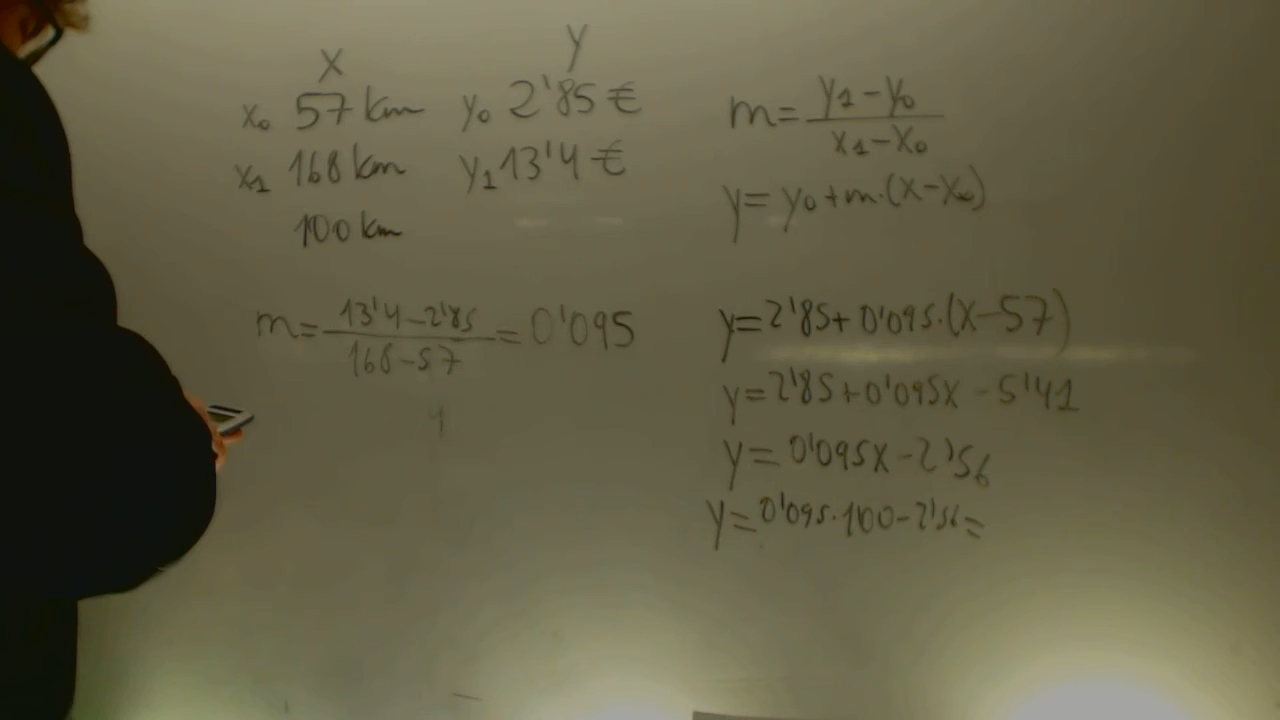 x y
x₀ 57 km y₀ 2'85 €
x₁ 168 km y₁ 13'4 €
100 km
m = (y₁ - y₀) / (x₁ - x₀)
y = y₀ + m·(x - x₀)
m = (13'4 - 2'85) / (168 - 57) = 0'095
y = 2'85 + 0'095·(x - 57)
y = 2'85 + 0'095x - 5'41
y = 0'095x - 2'56
y = 0'095·100 - 2'56 =